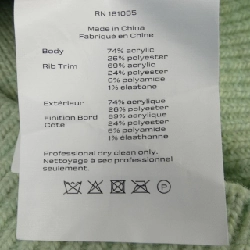 RN 161005
Made in China
Fabriqué en Chine
Body 74% acrylic
26% polyester
Rib Trim 69% acrylic
24% polyester
6% polyamide
1% elastane
Extérieur 74% acrylique
26% polyester
Finition Bord 69% acrylique
Côte 24% polyester
6% polyamide
1% élasthanne
Professional dry clean only.
Nettoyage à sec professionnel
seulement.